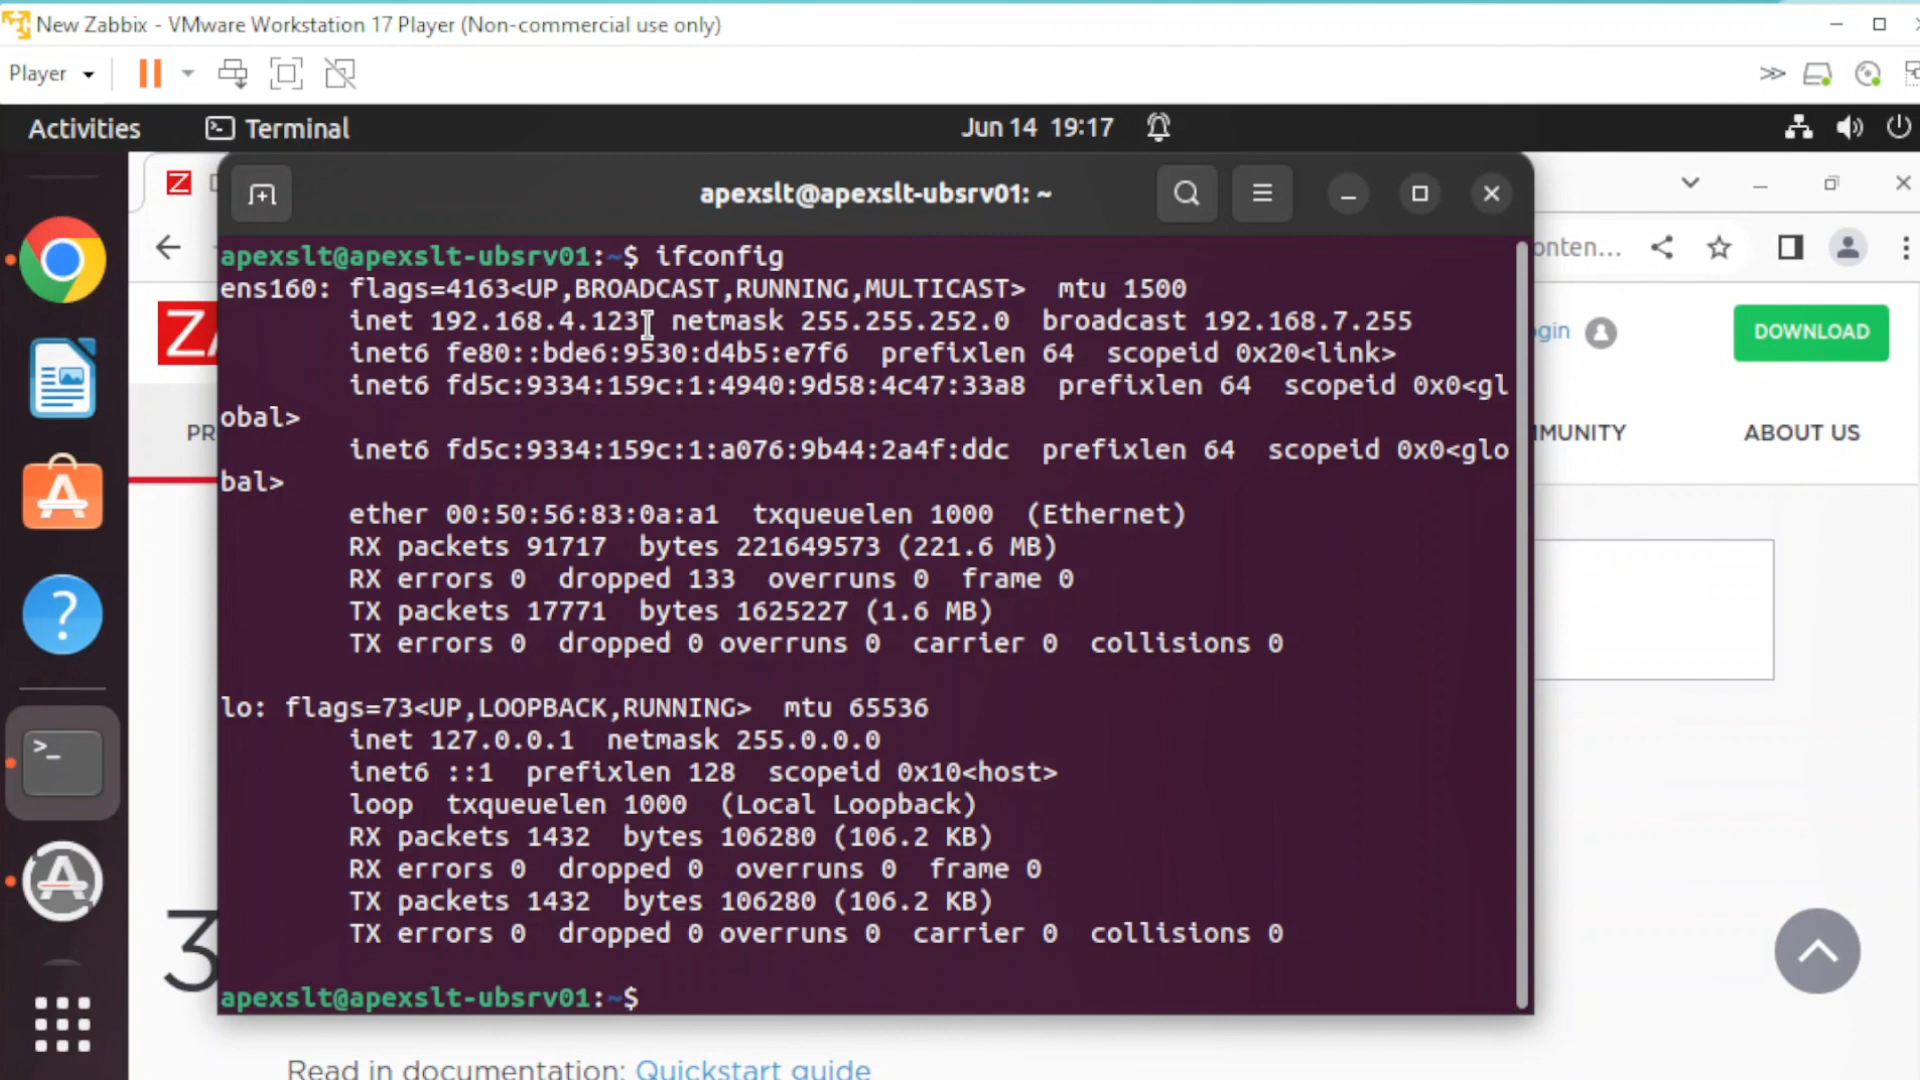 New Zabbix - VMware Workstation 17 Player (Non-commercial use only)
Player
Activities
Terminal
Jun 14 19:17
apexslt@apexslt-ubsrv01: ~
apexslt@apexslt-ubsrv01:~$ ifconfig
ens160: flags=4163<UP,BROADCAST,RUNNING,MULTICAST>  mtu 1500
        inet 192.168.4.123  netmask 255.255.252.0  broadcast 192.168.7.255
        inet6 fe80::bde6:9530:d4b5:e7f6  prefixlen 64  scopeid 0x20<link>
        inet6 fd5c:9334:159c:1:4940:9d58:4c47:33a8  prefixlen 64  scopeid 0x0<gl
obal>
        inet6 fd5c:9334:159c:1:a076:9b44:2a4f:ddc  prefixlen 64  scopeid 0x0<glo
bal>
        ether 00:50:56:83:0a:a1  txqueuelen 1000  (Ethernet)
        RX packets 91717  bytes 221649573 (221.6 MB)
        RX errors 0  dropped 133  overruns 0  frame 0
        TX packets 17771  bytes 1625227 (1.6 MB)
        TX errors 0  dropped 0 overruns 0  carrier 0  collisions 0
lo: flags=73<UP,LOOPBACK,RUNNING>  mtu 65536
        inet 127.0.0.1  netmask 255.0.0.0
        inet6 ::1  prefixlen 128  scopeid 0x10<host>
        loop  txqueuelen 1000  (Local Loopback)
        RX packets 1432  bytes 106280 (106.2 KB)
        RX errors 0  dropped 0  overruns 0  frame 0
        TX packets 1432  bytes 106280 (106.2 KB)
        TX errors 0  dropped 0 overruns 0  carrier 0  collisions 0
apexslt@apexslt-ubsrv01:~$
onten...
ogin
DOWNLOAD
PR
MUNITY
ABOUT US
3
Read in documentation: Quickstart guide